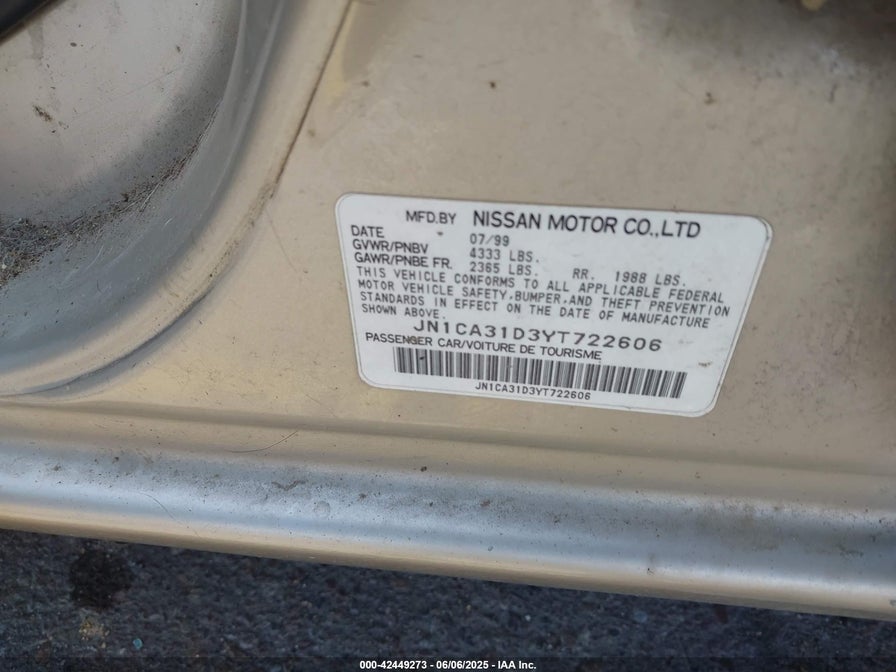 MFD.BY NISSAN MOTOR CO.,LTD
DATE 07/99
GVWR/PNBV 4333 LBS.
GAWR/PNBE FR. 2365 LBS. RR. 1988 LBS.
THIS VEHICLE CONFORMS TO ALL APPLICABLE FEDERAL
MOTOR VEHICLE SAFETY,BUMPER,AND THEFT PREVENTION
STANDARDS IN EFFECT ON THE DATE OF MANUFACTURE
SHOWN ABOVE.
JN1CA31D3YT722606
PASSENGER CAR/VOITURE DE TOURISME
JN1CA31D3YT722606
000-42449273 - 06/06/2025 - IAA Inc.